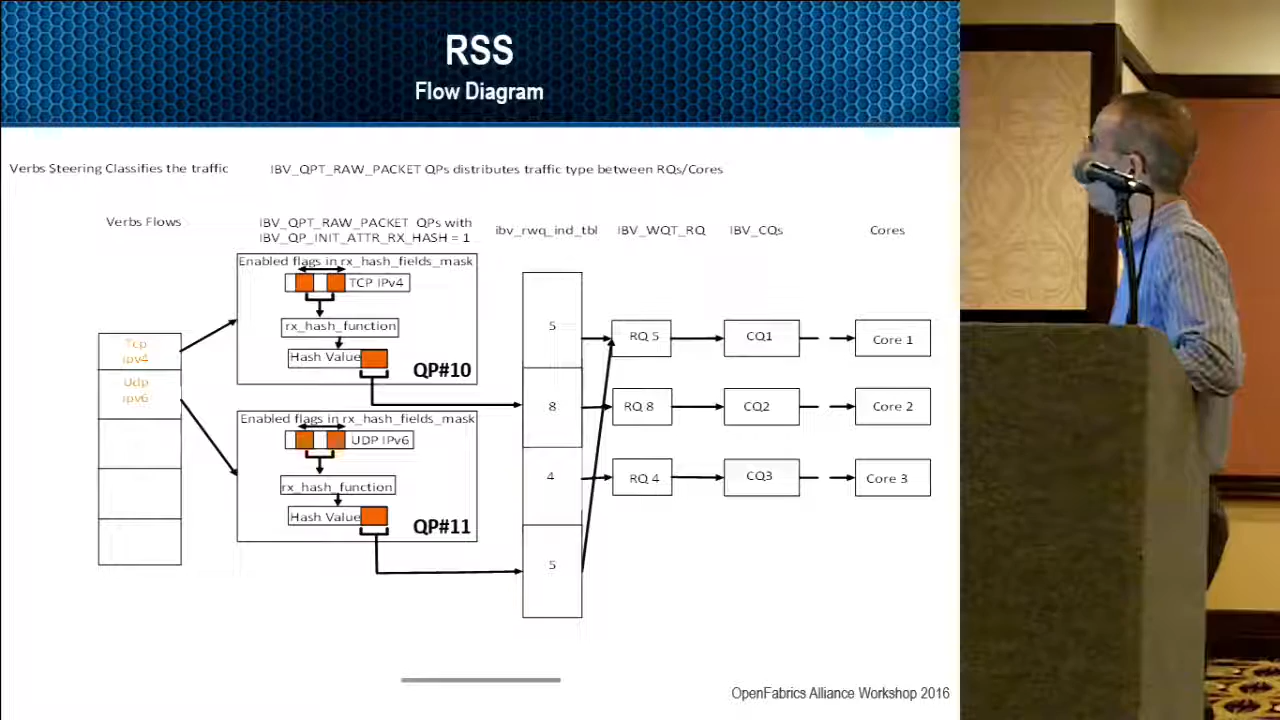 RSS
Flow Diagram
Verbs Steering Classifies the traffic
IBV_QPT_RAW_PACKET QPs distributes traffic type between RQs/Cores
Verbs Flows
IBV_QPT_RAW_PACKET QPs with
IBV_QP_INIT_ATTR_RX_HASH = 1
ibv_rwq_ind_tbl
IBV_WQT_RQ
IBV_CQs
Cores
Tcp
ipv4
Udp
ipv6
Enabled flags in rx_hash_fields_mask
TCP IPv4
rx_hash_function
Hash Value
QP#10
Enabled flags in rx_hash_fields_mask
UDP IPv6
rx_hash_function
Hash Value
QP#11
5
8
4
5
RQ 5
CQ1
Core 1
RQ 8
CQ2
Core 2
RQ 4
CQ3
Core 3
OpenFabrics Alliance Workshop 2016